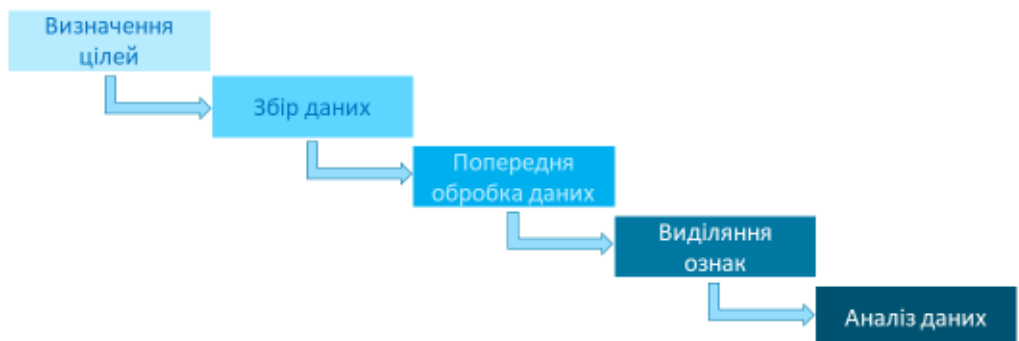 Визначення
цілей
Збір даних
Попередня
обробка даних
Виділяння
ознак
Аналіз даних